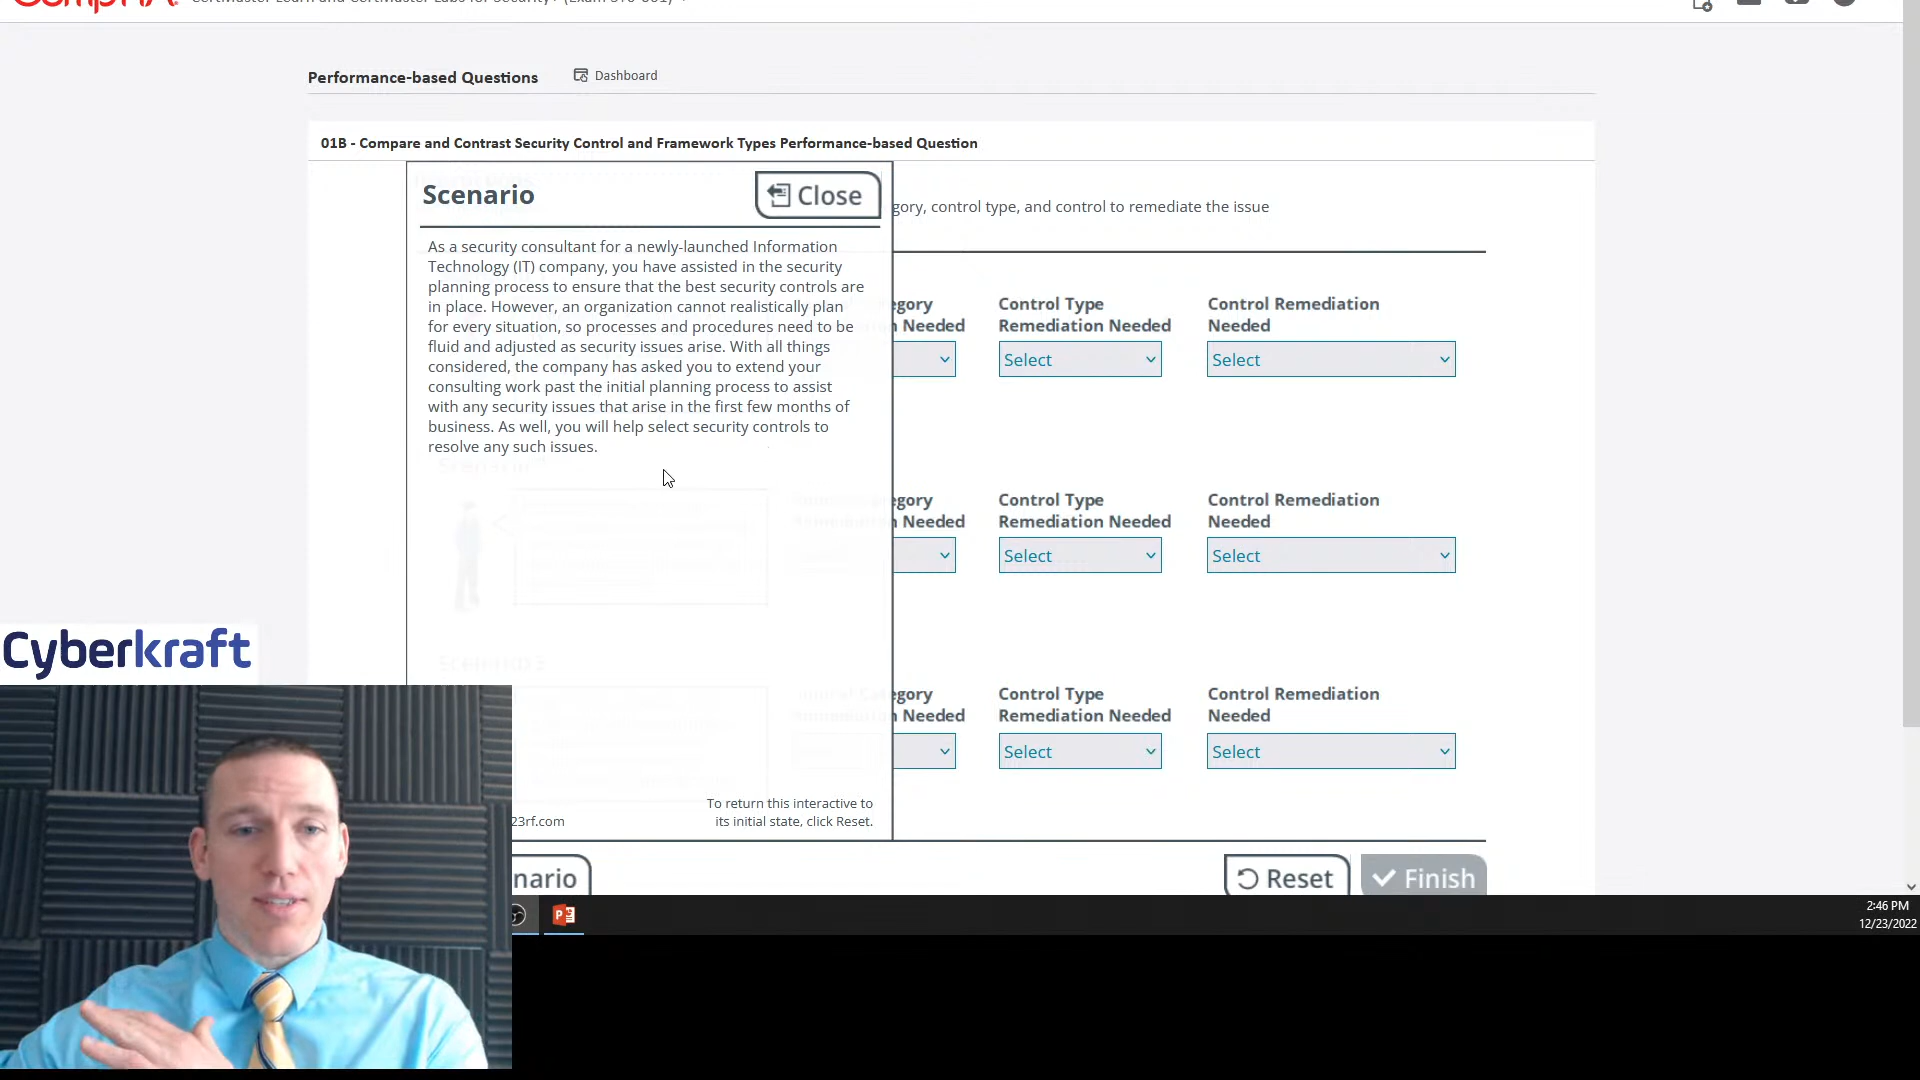 Performance-based Questions
Dashboard
01B - Compare and Contrast Security Control and Framework Types Performance-based Question
Scenario
Close
gory, control type, and control to remediate the issue
As a security consultant for a newly-launched Information
Technology (IT) company, you have assisted in the security
planning process to ensure that the best security controls are
in place. However, an organization cannot realistically plan
for every situation, so processes and procedures need to be
fluid and adjusted as security issues arise. With all things
considered, the company has asked you to extend your
consulting work past the initial planning process to assist
with any security issues that arise in the first few months of
business. As well, you will help select security controls to
resolve any such issues.
egory
Needed
Control Type
Remediation Needed
Control Remediation
Needed
Select
Select
egory
Needed
Control Type
Remediation Needed
Control Remediation
Needed
Select
Select
egory
Needed
Control Type
Remediation Needed
Control Remediation
Needed
Select
Select
23rf.com
To return this interactive to
its initial state, click Reset.
nario
Reset
Finish
Cyberkraft
2:46 PM
12/23/2022